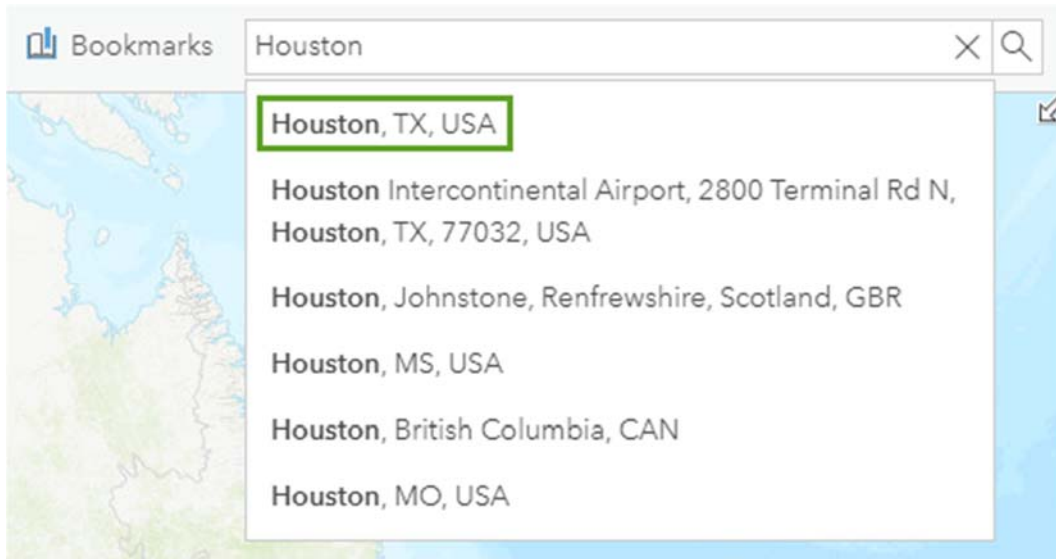 Bookmarks
Houston
Houston, TX, USA
Houston Intercontinental Airport, 2800 Terminal Rd N,
Houston, TX, 77032, USA
Houston, Johnstone, Renfrewshire, Scotland, GBR
Houston, MS, USA
Houston, British Columbia, CAN
Houston, MO, USA